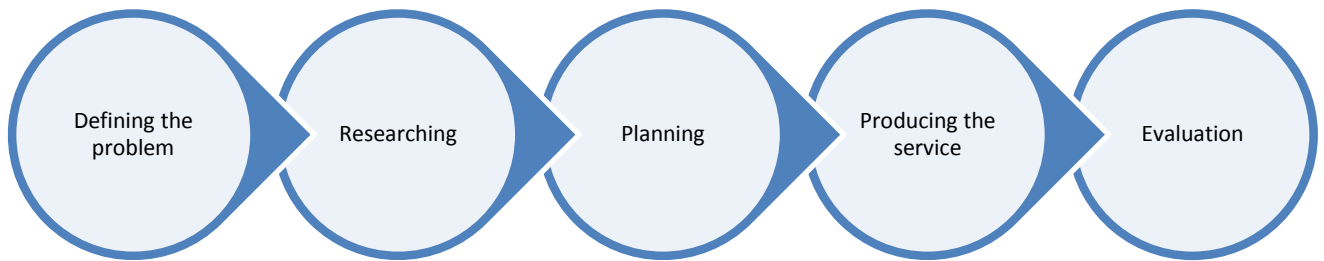 Defining the
problem
Researching
Planning
Producing the
service
Evaluation